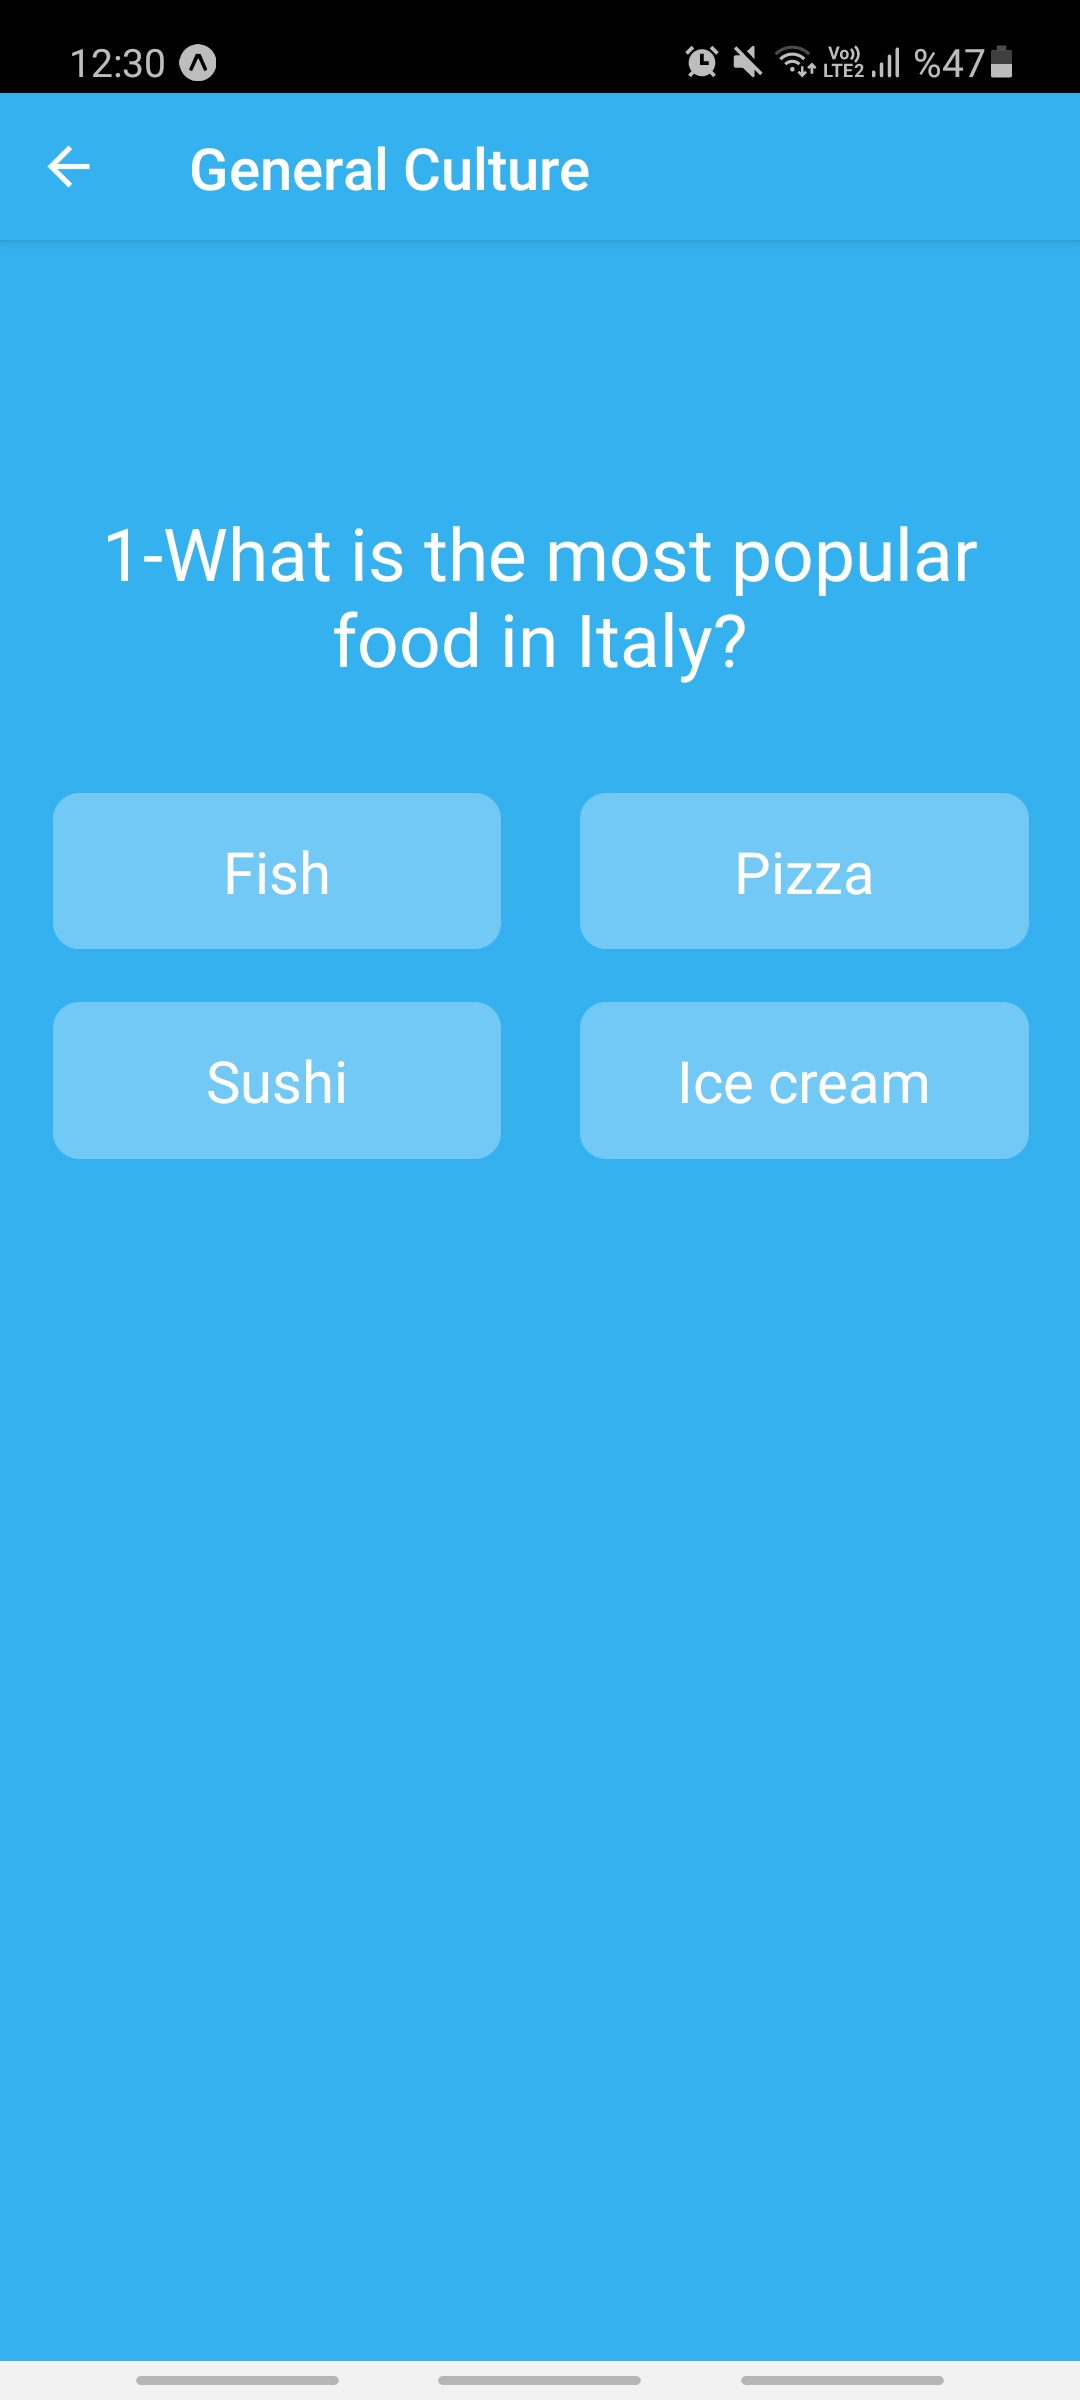 12:30
Vo)) LTE2 %47
General Culture
1-What is the most popular
food in Italy?
Fish
Pizza
Sushi
Ice cream